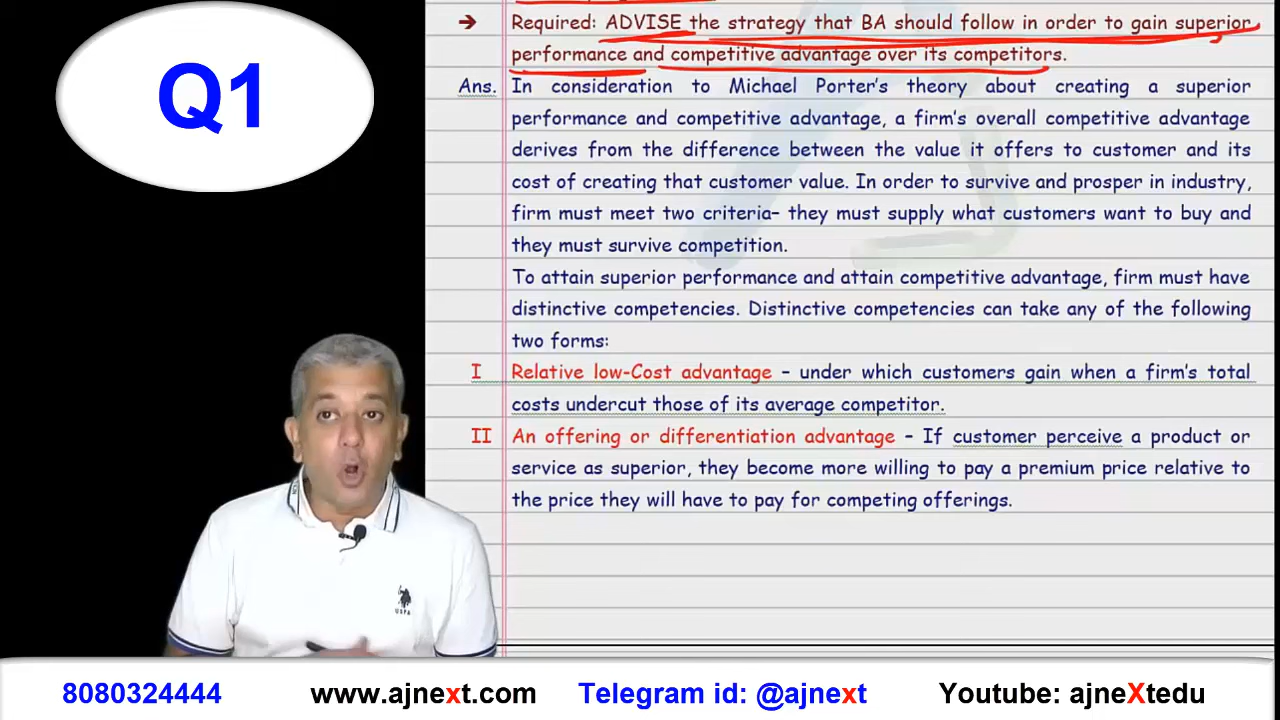 Q1
➔ Required: ADVISE the strategy that BA should follow in order to gain superior
performance and competitive advantage over its competitors.
Ans. In consideration to Michael Porter's theory about creating a superior
performance and competitive advantage, a firm's overall competitive advantage
derives from the difference between the value it offers to customer and its
cost of creating that customer value. In order to survive and prosper in industry,
firm must meet two criteria– they must supply what customers want to buy and
they must survive competition.
To attain superior performance and attain competitive advantage, firm must have
distinctive competencies. Distinctive competencies can take any of the following
two forms:
I Relative low-Cost advantage – under which customers gain when a firm's total
costs undercut those of its average competitor.
II An offering or differentiation advantage – If customer perceive a product or
service as superior, they become more willing to pay a premium price relative to
the price they will have to pay for competing offerings.
USPA
8080324444 www.ajnext.com Telegram id: @ajnext Youtube: ajneXtedu